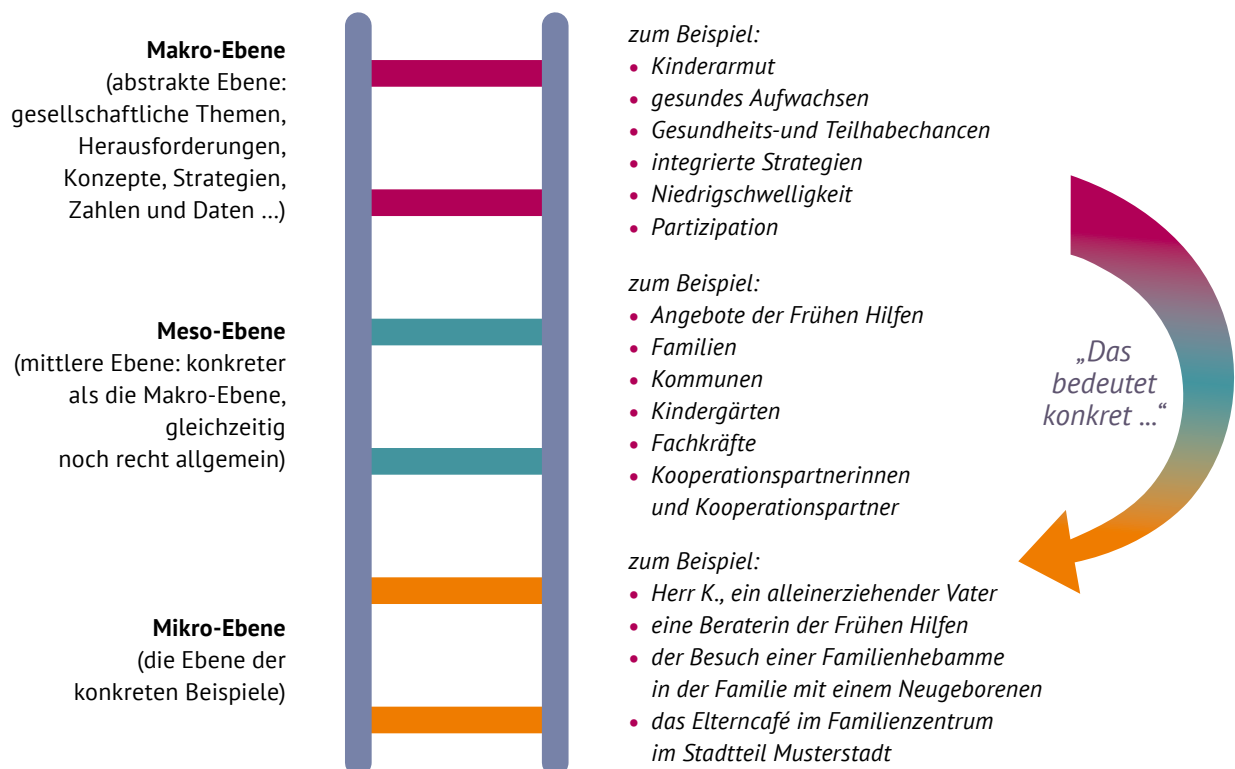 Makro-Ebene
(abstrakte Ebene:
gesellschaftliche Themen,
Herausforderungen,
Konzepte, Strategien,
Zahlen und Daten ...)
zum Beispiel:
• Kinderarmut
• gesundes Aufwachsen
• Gesundheits-und Teilhabechancen
• integrierte Strategien
• Niedrigschwelligkeit
• Partizipation
Meso-Ebene
(mittlere Ebene: konkreter
als die Makro-Ebene,
gleichzeitig
noch recht allgemein)
zum Beispiel:
• Angebote der Frühen Hilfen
• Familien
• Kommunen
• Kindergärten
• Fachkräfte
• Kooperationspartnerinnen
und Kooperationspartner
„Das
bedeutet
konkret ...“
Mikro-Ebene
(die Ebene der
konkreten Beispiele)
zum Beispiel:
• Herr K., ein alleinerziehender Vater
• eine Beraterin der Frühen Hilfen
• der Besuch einer Familienhebamme
in der Familie mit einem Neugeborenen
• das Elterncafé im Familienzentrum
im Stadtteil Musterstadt